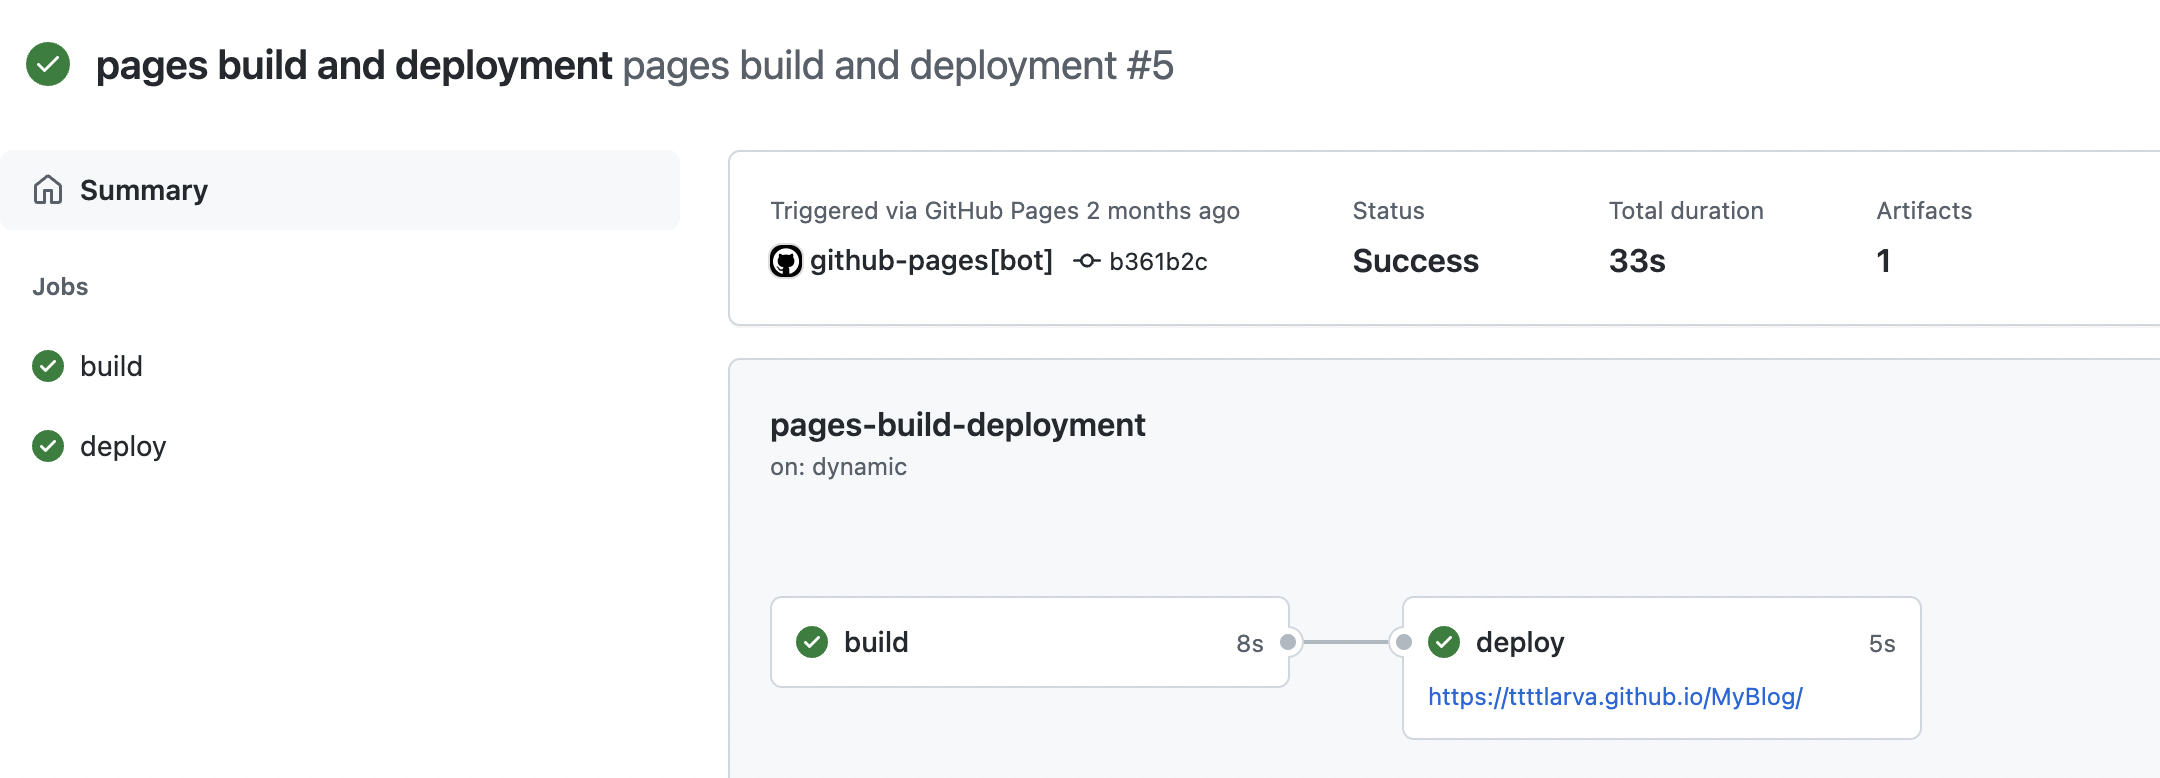 pages build and deployment pages build and deployment #5
Summary
Jobs
build
deploy
Triggered via GitHub Pages 2 months ago
github-pages[bot] b361b2c
Status
Success
Total duration
33s
Artifacts
1
pages-build-deployment
on: dynamic
build 8s
deploy 5s
https://ttttlarva.github.io/MyBlog/